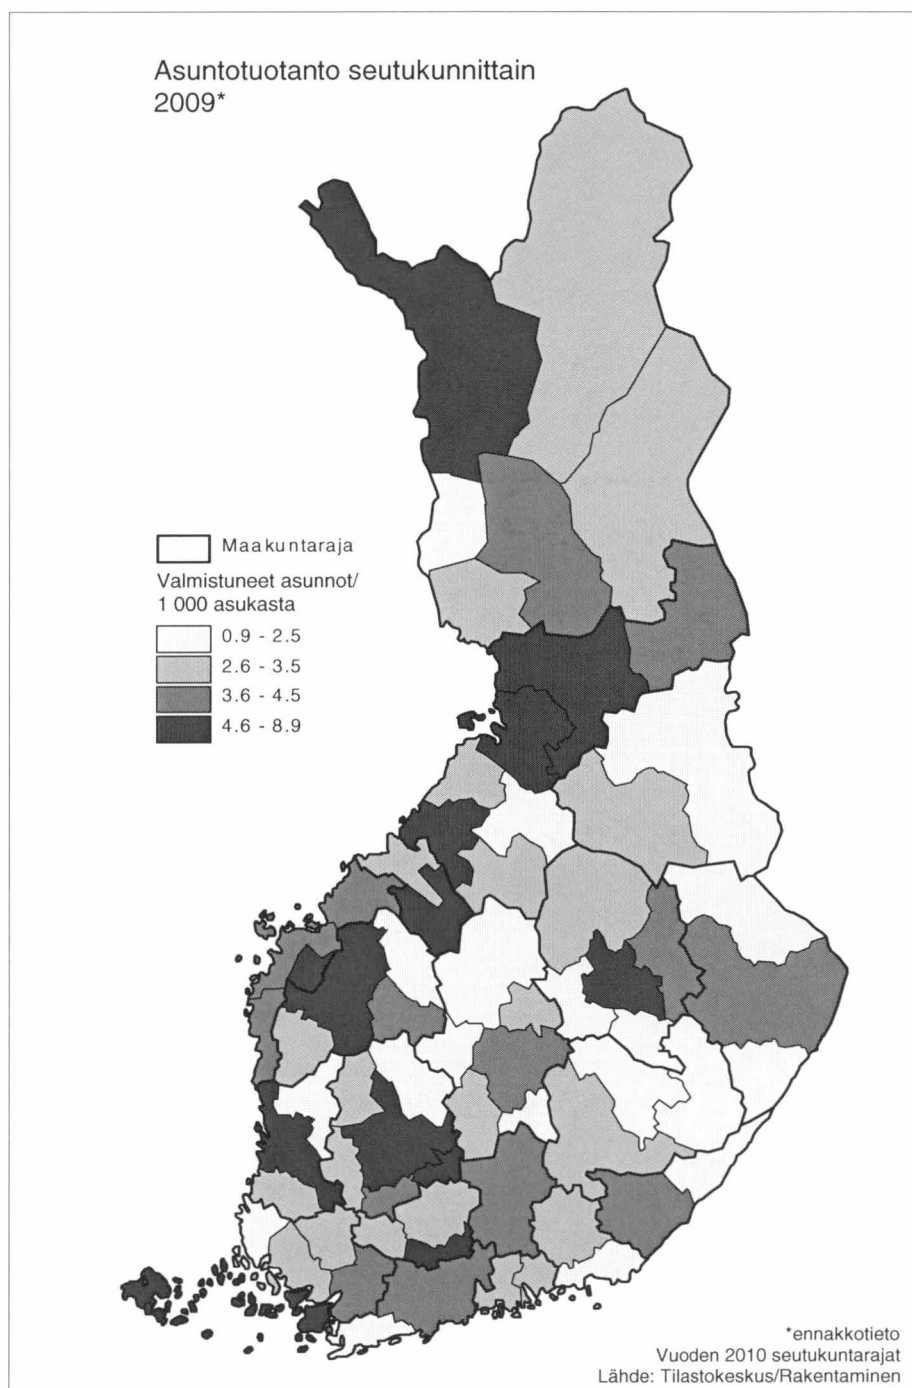 Asuntotuotanto seutukunnittain
2009*
Maakuntaraja
Valmistuneet asunnot/
1 000 asukasta
0.9 - 2.5
2.6 - 3.5
3.6 - 4.5
4.6 - 8.9
*ennakkotieto
Vuoden 2010 seutukuntarajat
Lähde: Tilastokeskus/Rakentaminen